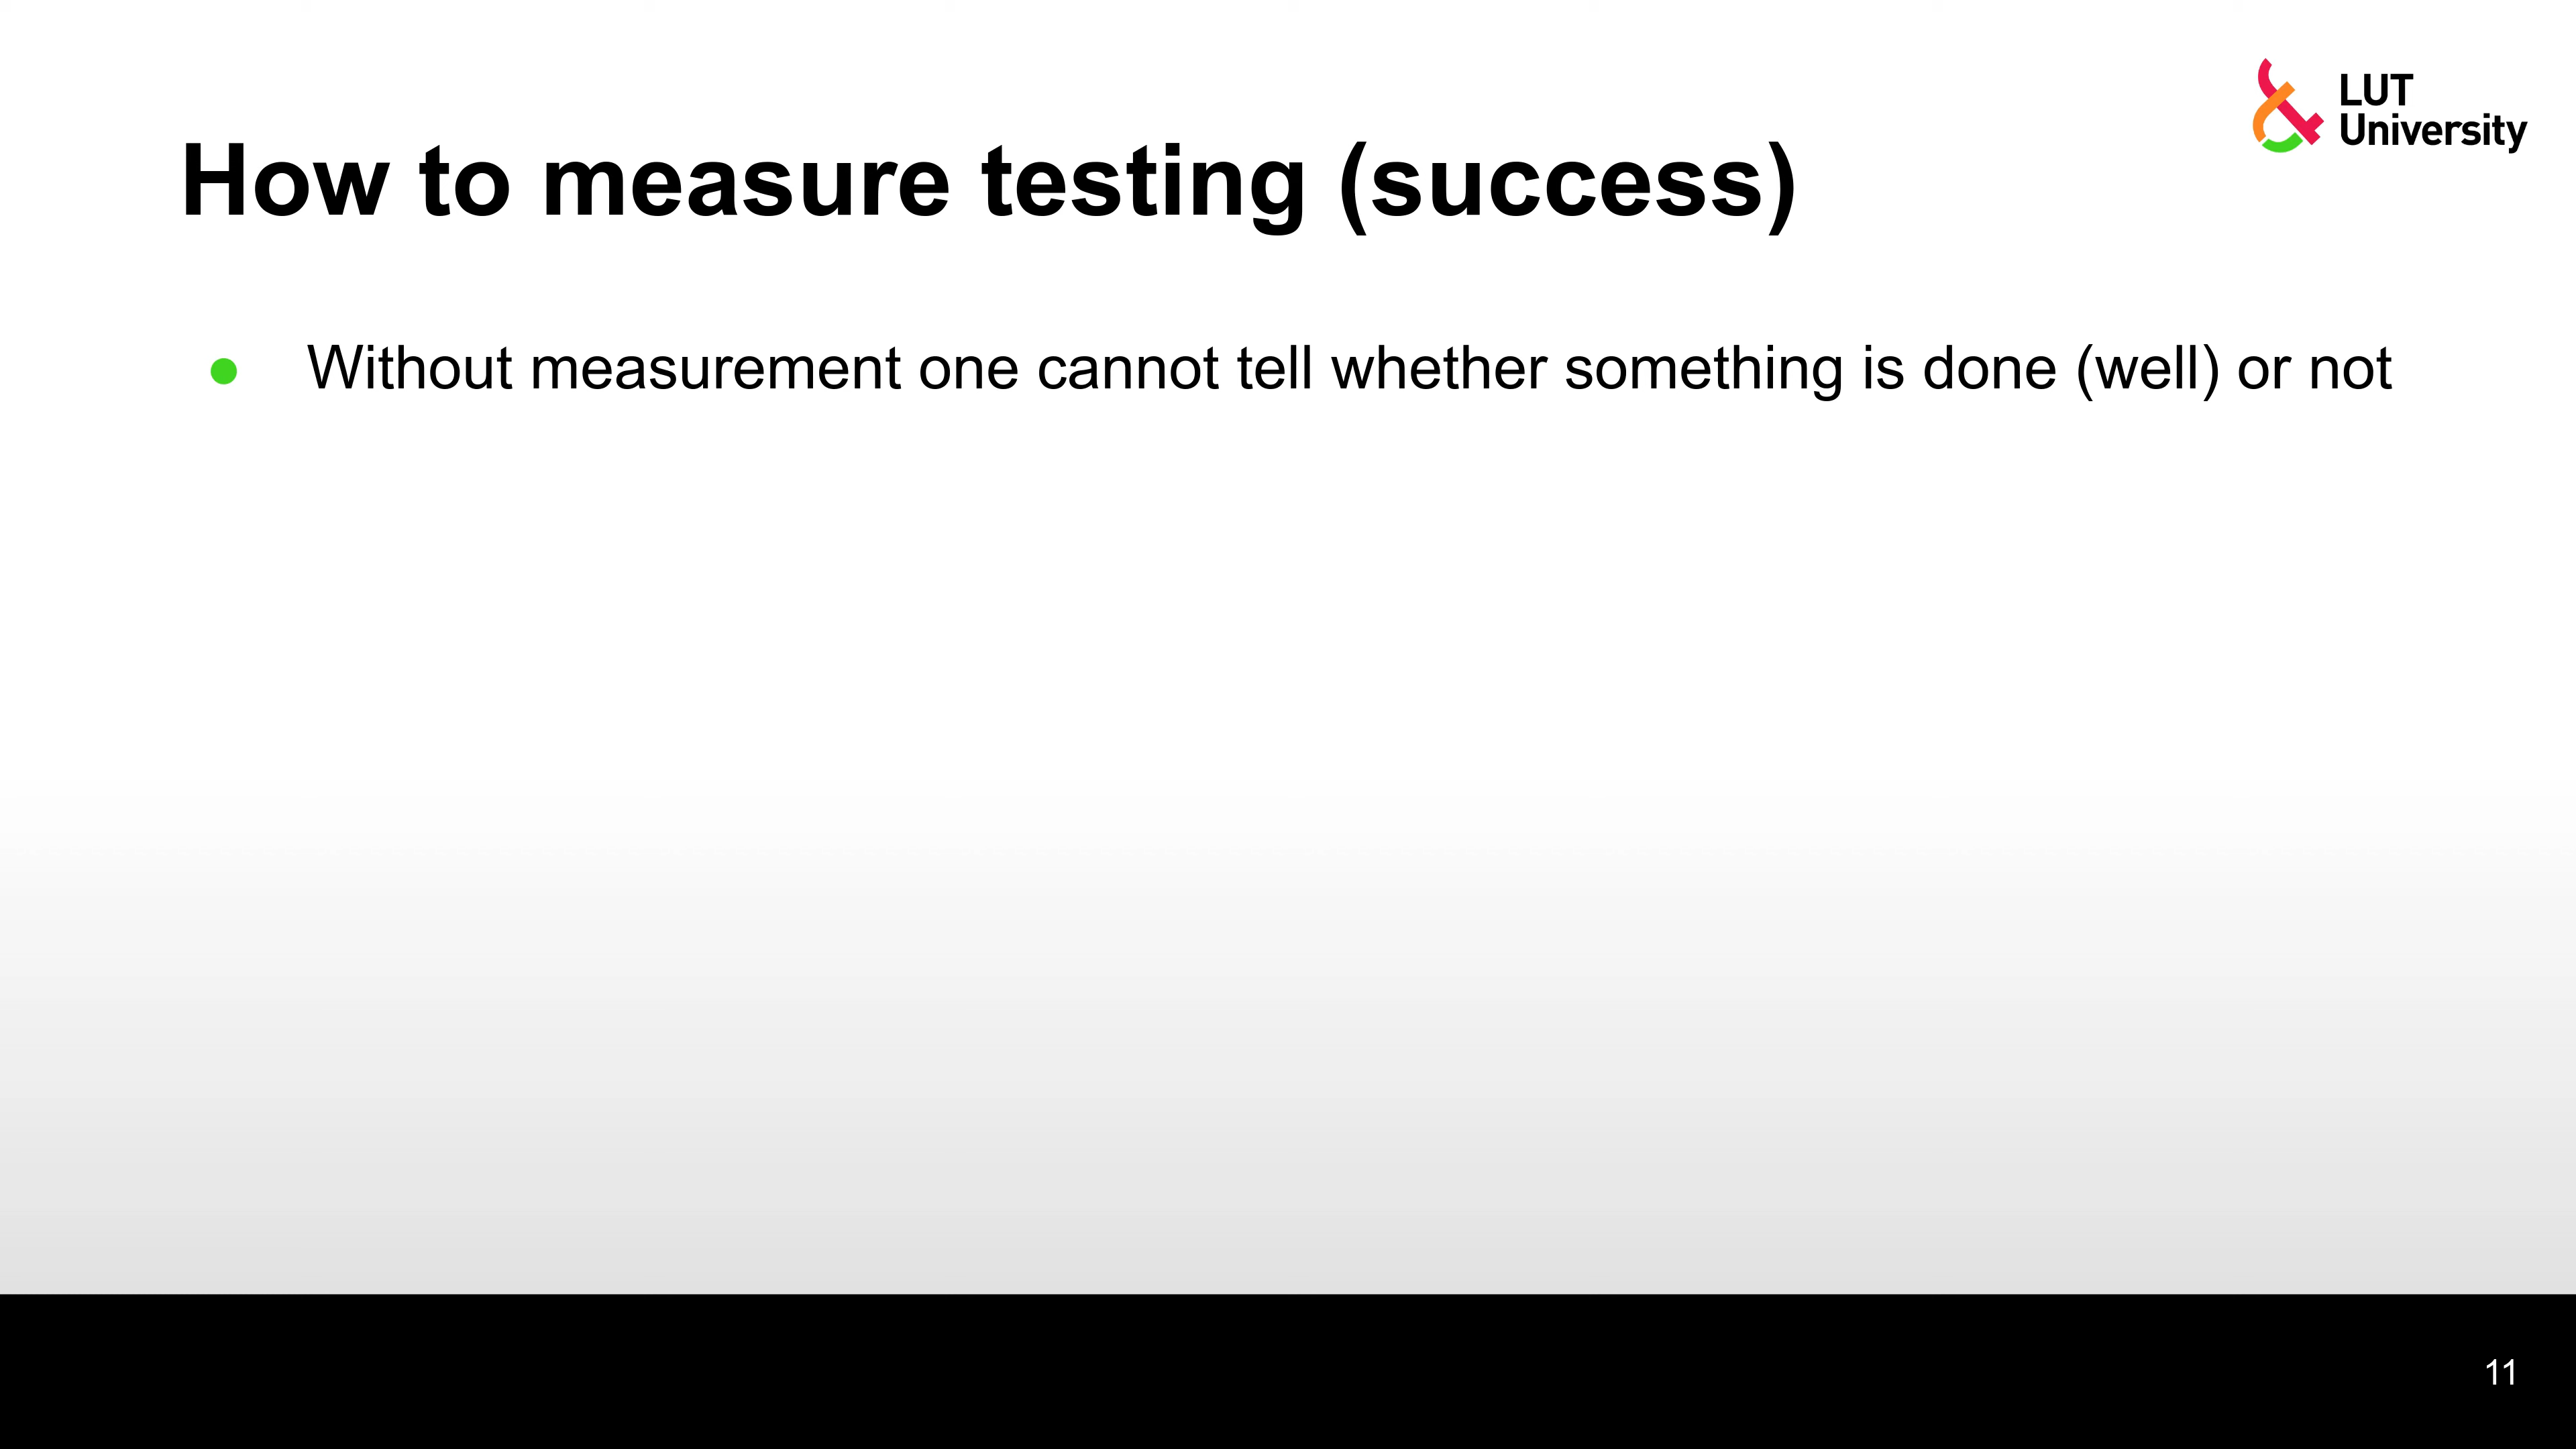 LUT
University
How to measure testing (success)
● Without measurement one cannot tell whether something is done (well) or not
11